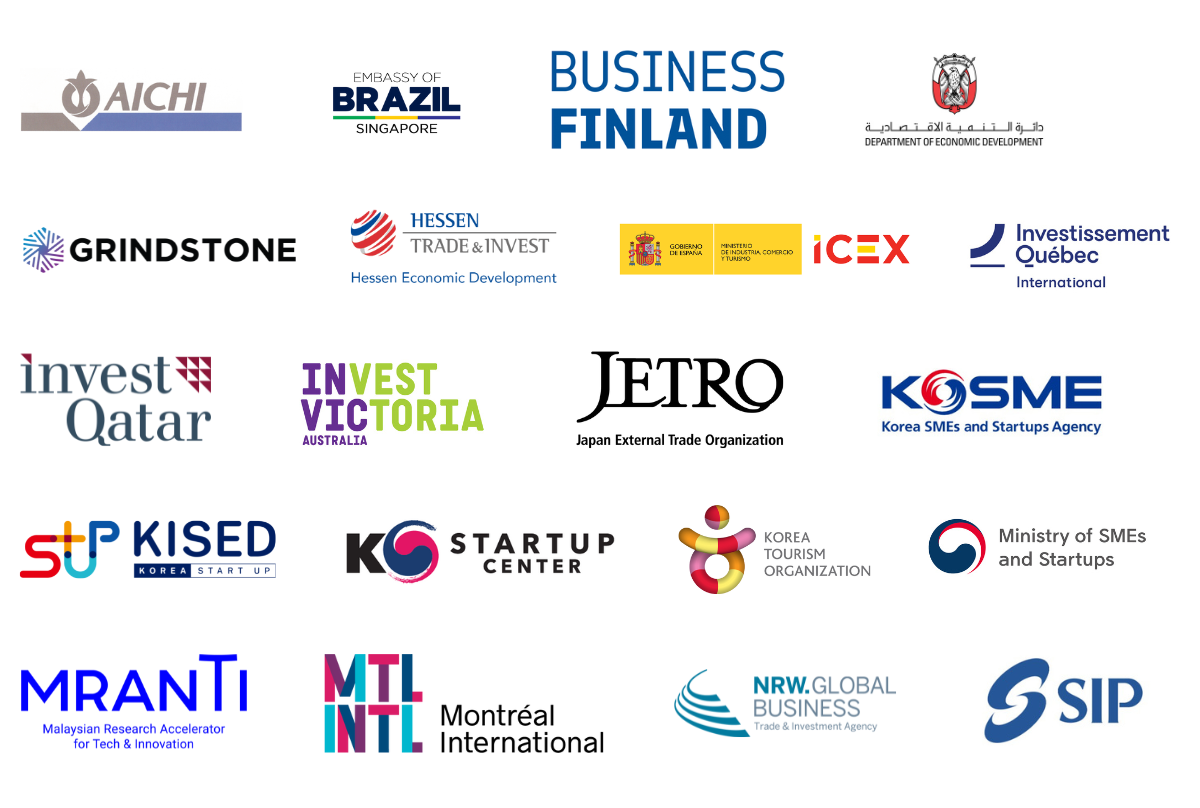 AICHI
EMBASSY OF
BRAZIL
SINGAPORE
BUSINESS
FINLAND
دائرة التنمية الاقتصادية
DEPARTMENT OF ECONOMIC DEVELOPMENT
GRINDSTONE
HESSEN
TRADE & INVEST
Hessen Economic Development
GOBIERNO
DE ESPAÑA
MINISTERIO
DE INDUSTRIA, COMERCIO
Y TURISMO
iCEX
Investissement
Québec
International
invest
Qatar
INVEST
VICTORIA
AUSTRALIA
JETRO
Japan External Trade Organization
KOSME
Korea SMEs and Startups Agency
StUP
KISED
KOREA START UP
KO
STARTUP
CENTER
KOREA
TOURISM
ORGANIZATION
Ministry of SMEs
and Startups
MRANTI
Malaysian Research Accelerator
for Tech & Innovation
MTL
INTL
Montréal
International
NRW.GLOBAL
BUSINESS
Trade & Investment Agency
SIP